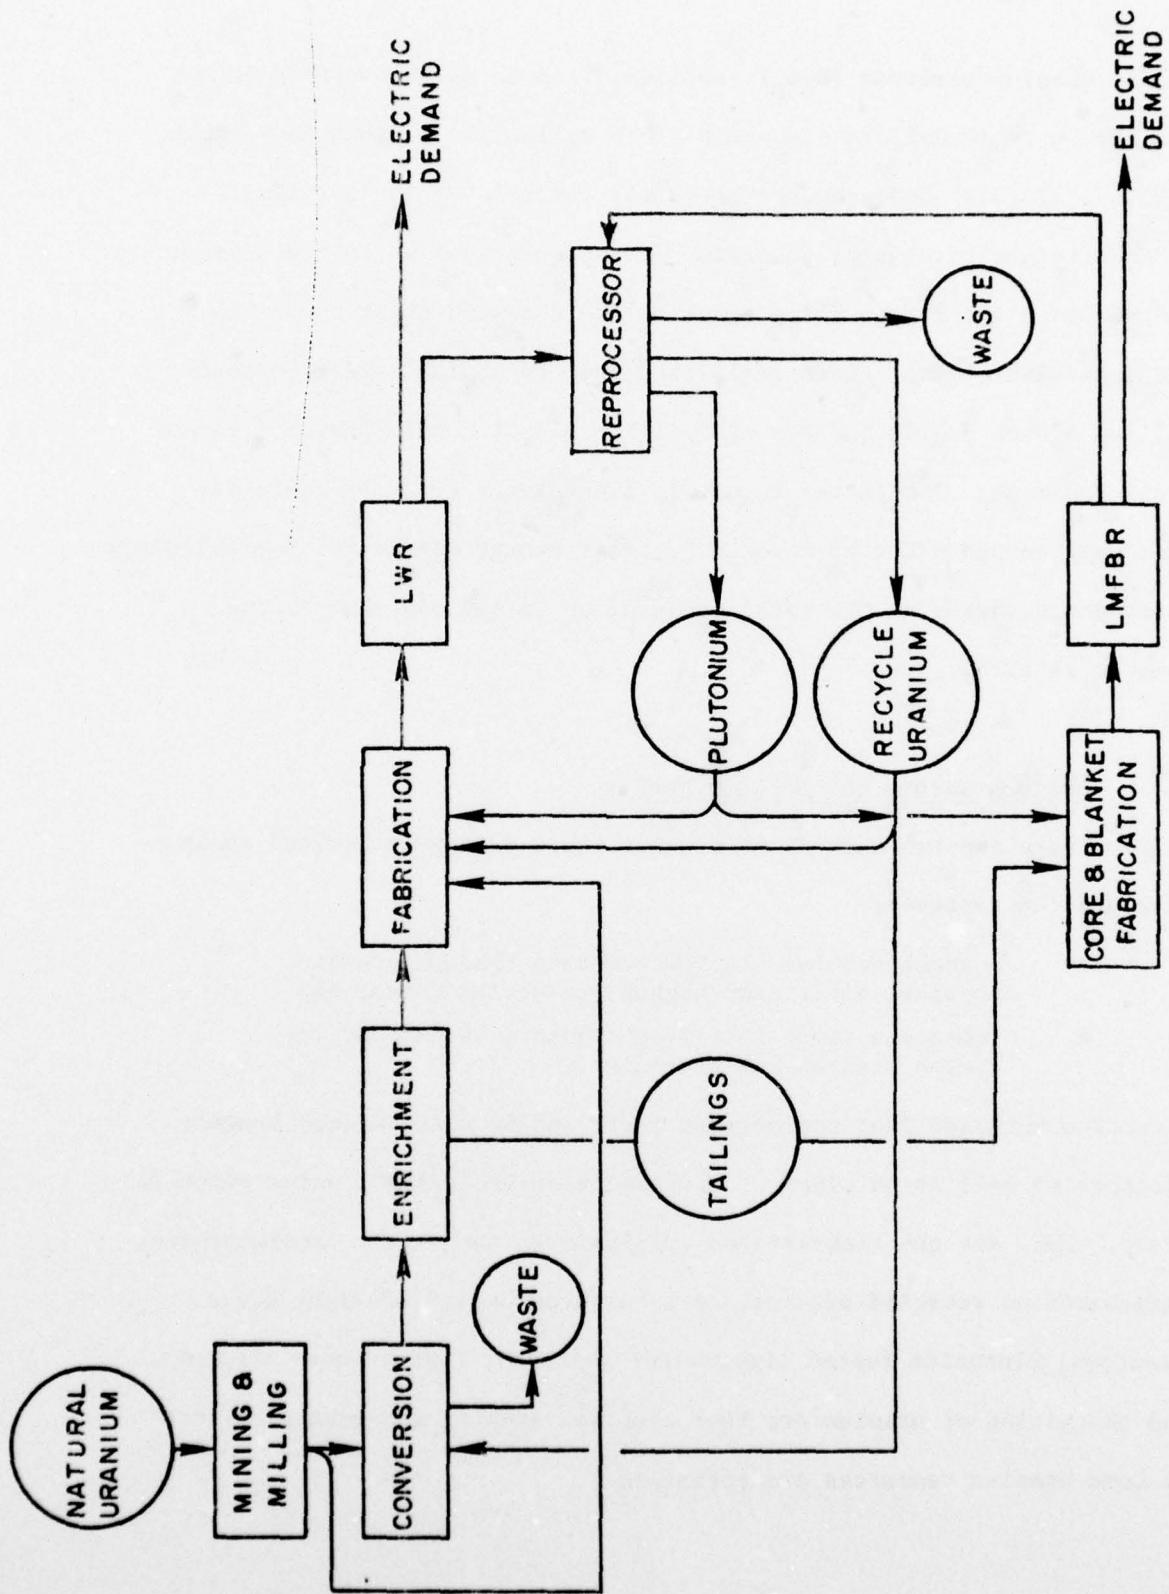 NATURAL
URANIUM
MINING &
MILLING
CONVERSION
WASTE
ENRICHMENT
TAILINGS
FABRICATION
LWR
ELECTRIC
DEMAND
REPROCESSOR
PLUTONIUM
RECYCLE
URANIUM
WASTE
CORE & BLANKET
FABRICATION
LMFBR
ELECTRIC
DEMAND